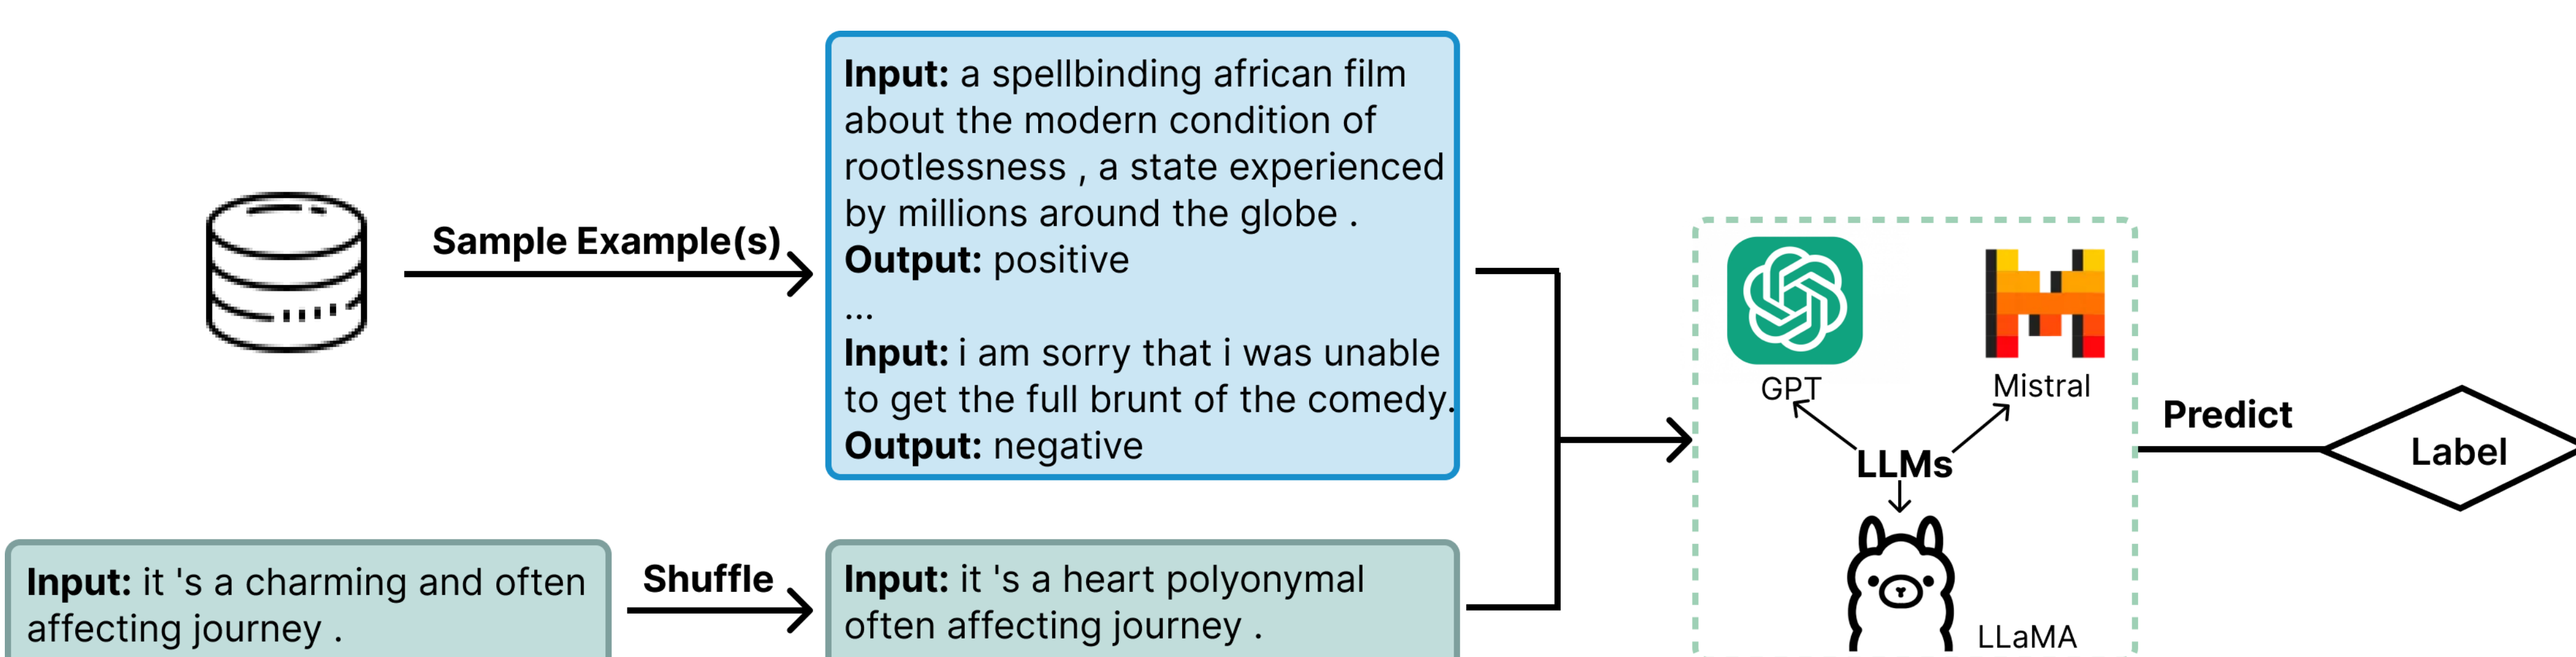 Sample Example(s)
Input: a spellbinding african film
about the modern condition of
rootlessness , a state experienced
by millions around the globe .
Output: positive
...
Input: i am sorry that i was unable
to get the full brunt of the comedy.
Output: negative
Input: it 's a charming and often
affecting journey .
Shuffle
Input: it 's a heart polyonymal
often affecting journey .
GPT
Mistral
LLMs
LLaMA
Predict
Label